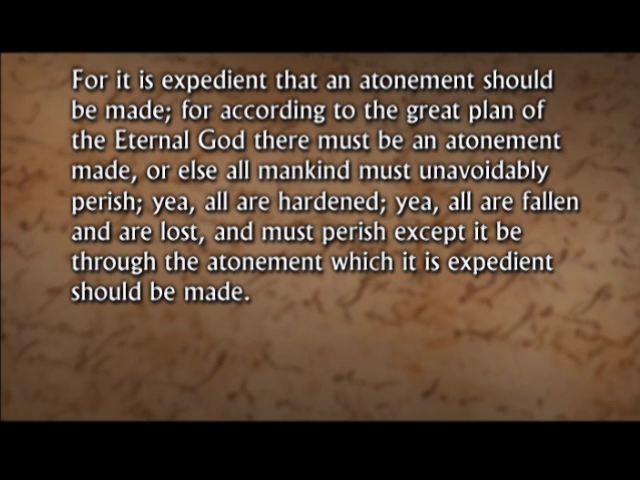 For it is expedient that an atonement should
be made; for according to the great plan of
the Eternal God there must be an atonement
made, or else all mankind must unavoidably
perish; yea, all are hardened; yea, all are fallen
and are lost, and must perish except it be
through the atonement which it is expedient
should be made.